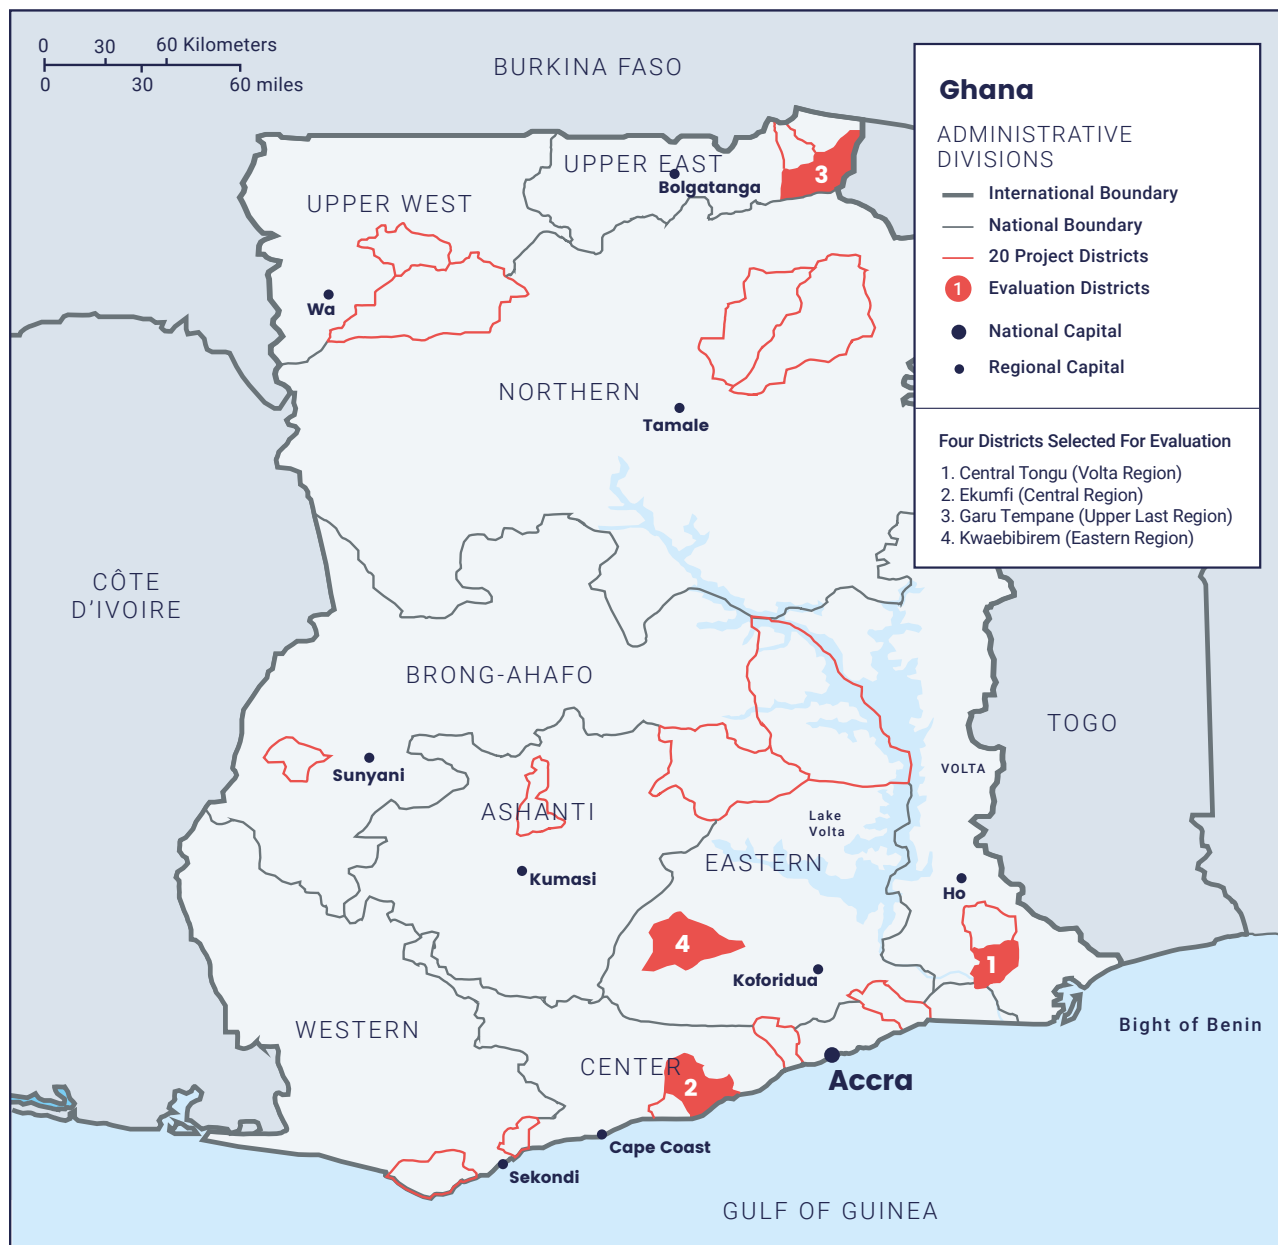 0 30 60 Kilometers
0 30 60 miles
BURKINA FASO
Ghana
ADMINISTRATIVE
DIVISIONS
International Boundary
National Boundary
20 Project Districts
1 Evaluation Districts
National Capital
Regional Capital
Four Districts Selected For Evaluation
1. Central Tongu (Volta Region)
2. Ekumfi (Central Region)
3. Garu Tempane (Upper Last Region)
4. Kwaebibirem (Eastern Region)
UPPER EAST
Bolgatanga
3
UPPER WEST
Wa
NORTHERN
Tamale
CÔTE
D'IVOIRE
BRONG-AHAFO
TOGO
Sunyani
VOLTA
ASHANTI
Lake
Volta
EASTERN
Kumasi
Ho
4
1
Koforidua
WESTERN
Bight of Benin
CENTER
2
Accra
Cape Coast
Sekondi
GULF OF GUINEA